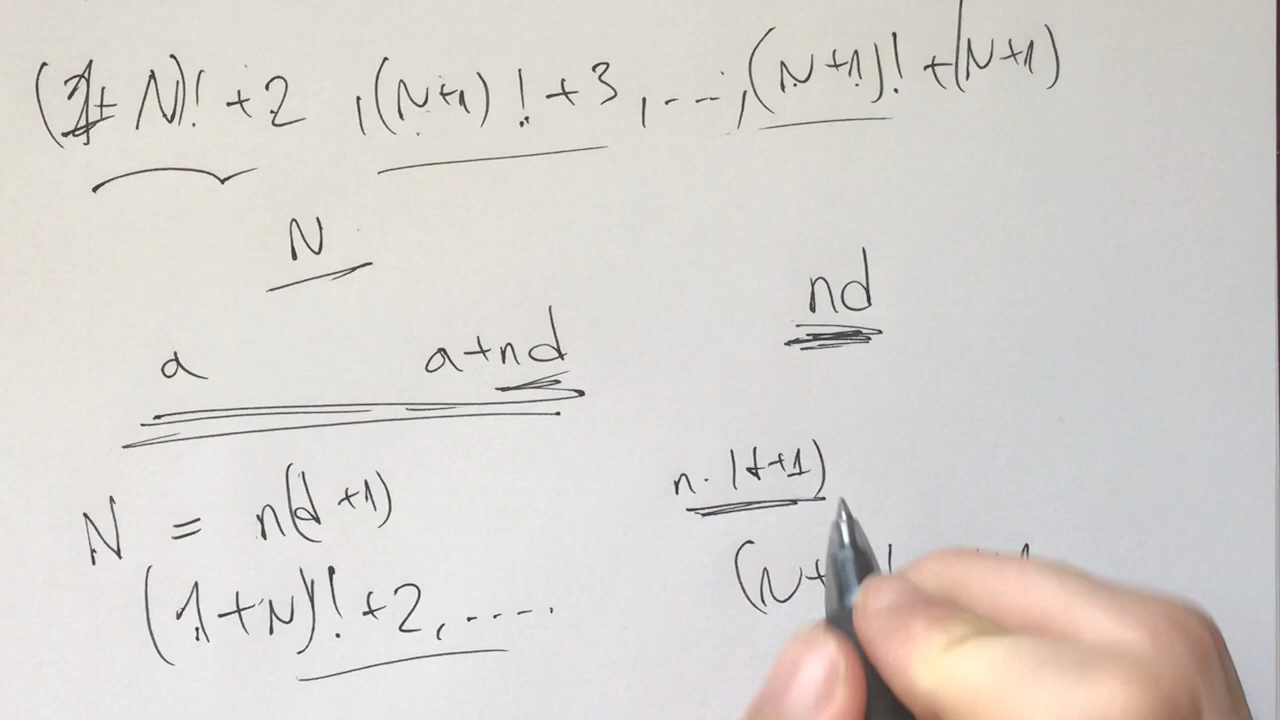 (1+N)!+2 ,(N+1)!+3, ...,(N+1)!+(N+1)
N
nd
a a+nd
n.(d+1)
N = n(d+1)
(N+
(1+N)!+2, ....